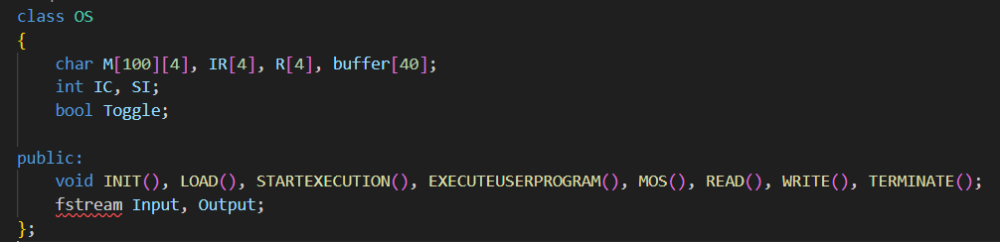 class OS
{
char M[100][4], IR[4], R[4], buffer[40];
int IC, SI;
bool Toggle;
public:
void INIT(), LOAD(), STARTEXECUTION(), EXECUTEUSERPROGRAM(), MOS(), READ(), WRITE(), TERMINATE();
fstream Input, Output;
};